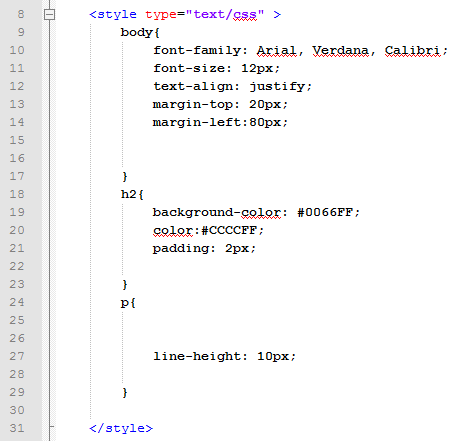 8 <style type="text/css" >
9 body{
10 font-family: Arial, Verdana, Calibri;
11 font-size: 12px;
12 text-align: justify;
13 margin-top: 20px;
14 margin-left:80px;
15
16
17 }
18 h2{
19 background-color: #0066FF;
20 color:#CCCCFF;
21 padding: 2px;
22
23 }
24 p{
25
26
27 line-height: 10px;
28
29 }
30
31 </style>